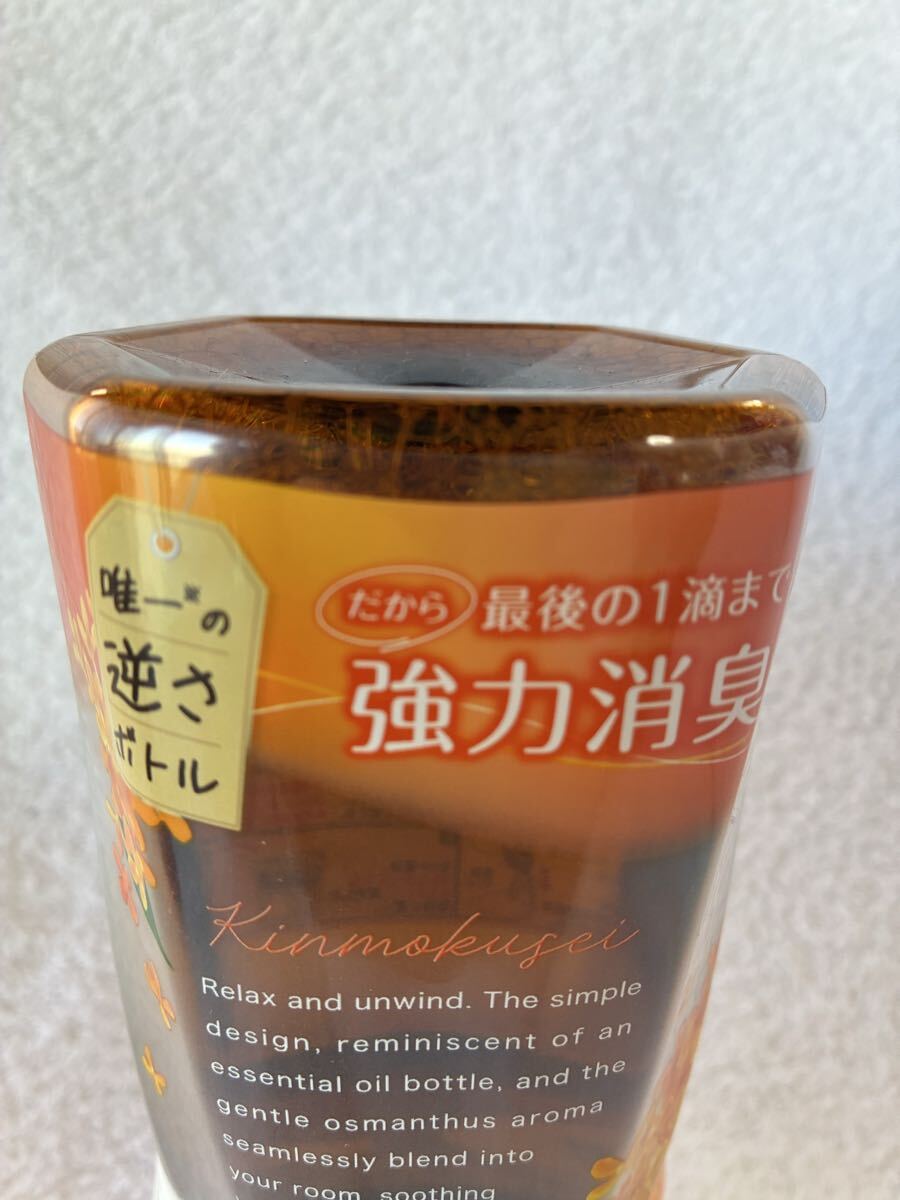 唯一※の
逆さ
ボトル
だから 最後の1滴まで
強力消臭
Kinmokusei
Relax and unwind. The simple
design, reminiscent of an
essential oil bottle, and the
gentle osmanthus aroma
seamlessly blend into
your room, soothing